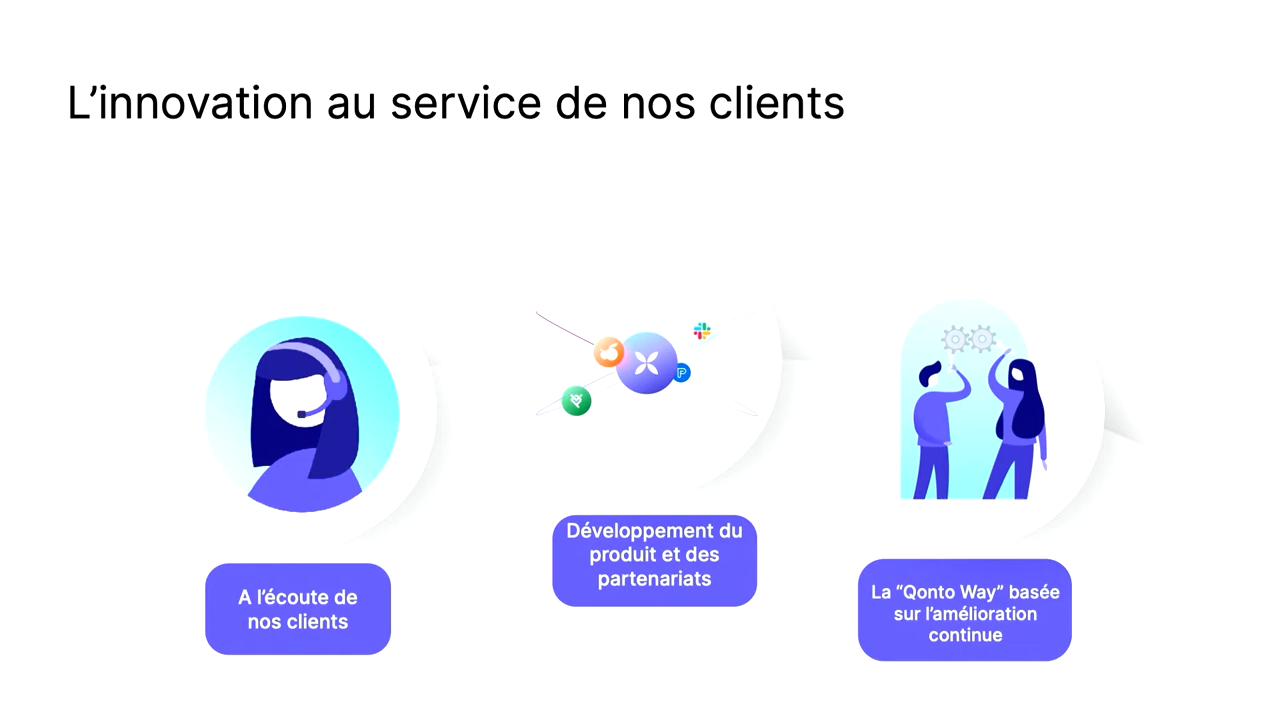 L’innovation au service de nos clients
A l’écoute de
nos clients
Développement du
produit et des
partenariats
La “Qonto Way” basée
sur l’amélioration
continue